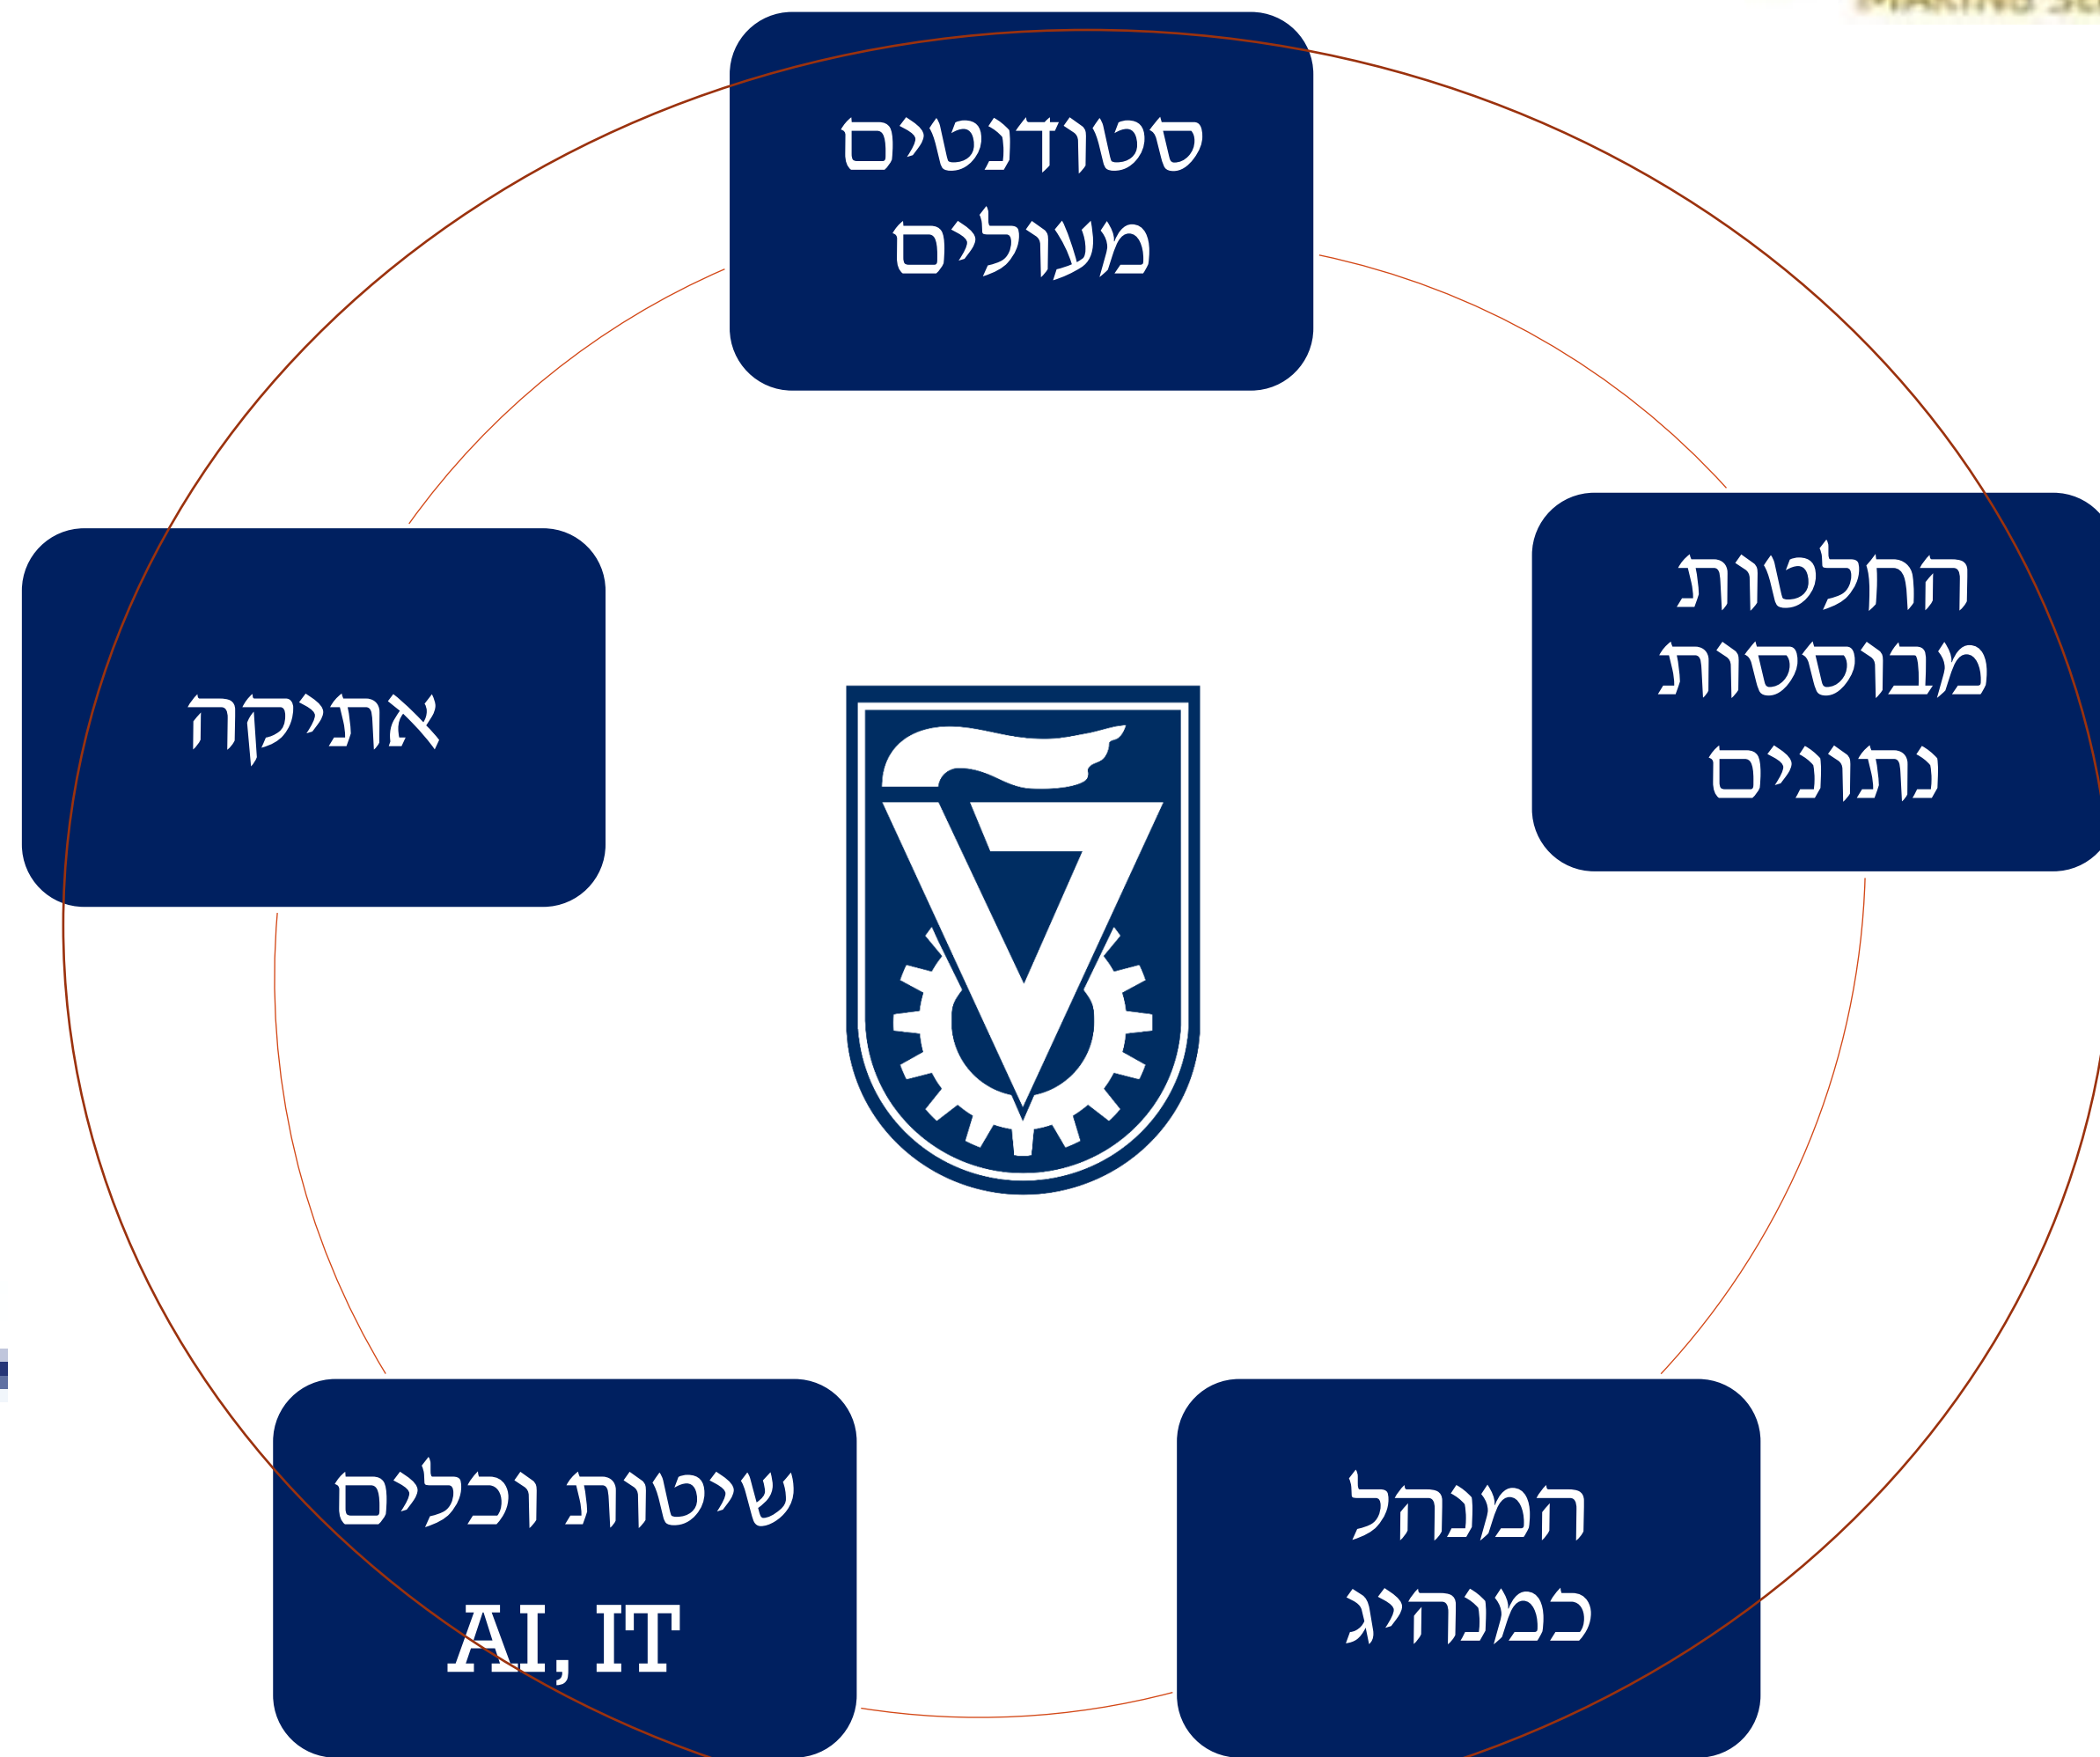 סטודנטים
מעולים
החלטות
מבוססות
נתונים
המנהל
כמנהיג
שיטות וכלים
AI, IT
אתיקה